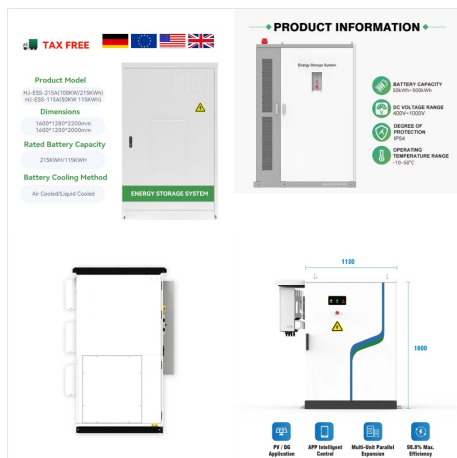 TAX FREE
Product Model
HJ-ESS-215A(100KW/215KWh)
HJ-ESS-115A(50KW 115KWh)
Dimensions
1600*1280*2200mm
1600*1200*2000mm
Rated Battery Capacity
215KWH/115KWH
Battery Cooling Method
Air Cooled/Liquid Cooled
ENERGY STORAGE SYSTEM
PRODUCT INFORMATION
Energy Storage System
BATTERY CAPACITY
50kWh~500kWh
DC VOLTAGE RANGE
400V~1000V
DEGREE OF
PROTECTION
IP54
OPERATING
TEMPERATURE RANGE
-10-50°C
1130
1600
PV / DG
Application
APP Intelligent
Control
Multi-Unit Parallel
Expansion
90.8% Max.
Efficiency